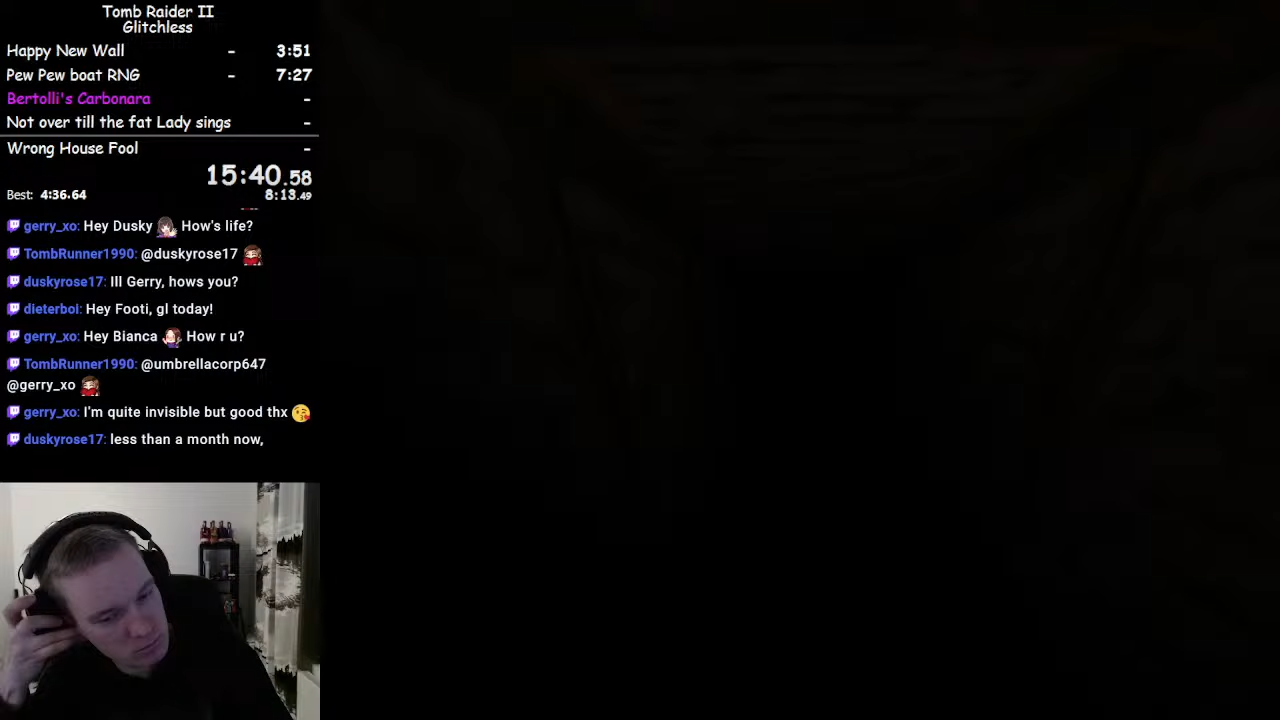 Tomb Raider II
Glitchless
Happy New Wall - 3:51
Pew Pew boat RNG - 7:27
Bertolli's Carbonara -
Not over till the fat Lady sings -
Wrong House Fool -
15:40.58
Best: 4:36.64 8:13.49
gerry_xo: Hey Dusky How's life?
TombRunner1990: @duskyrose17
duskyrose17: lll Gerry, hows you?
dieterboi: Hey Footi, gl today!
gerry_xo: Hey Bianca How r u?
TombRunner1990: @umbrellacorp647
@gerry_xo
gerry_xo: I'm quite invisible but good thx 😘
duskyrose17: less than a month now,